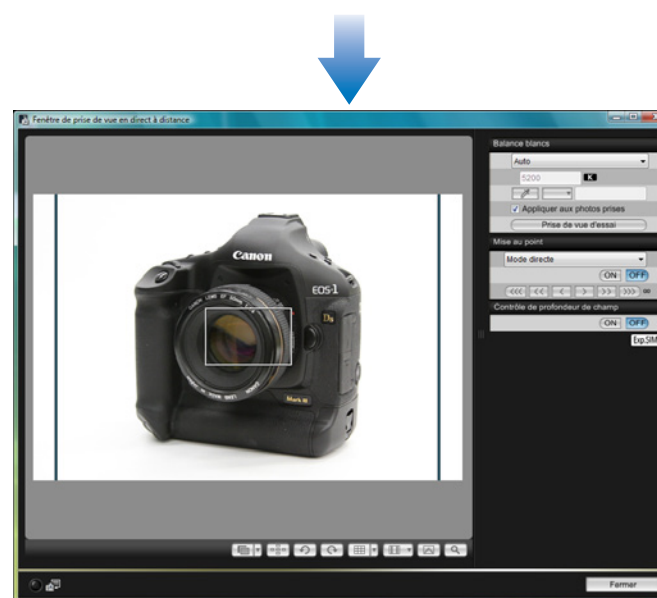 Fenêtre de prise de vue en direct à distance
Balance blancs
Auto
5200 K
Appliquer aux photos prises
Prise de vue d'essai
Mise au point
Mode directe
ON OFF
<<< << < > >> >>> ∞
Contrôle de profondeur de champ
ON OFF
Exp.SIM
Canon
EOS-1
Ds
Mark III
Fermer